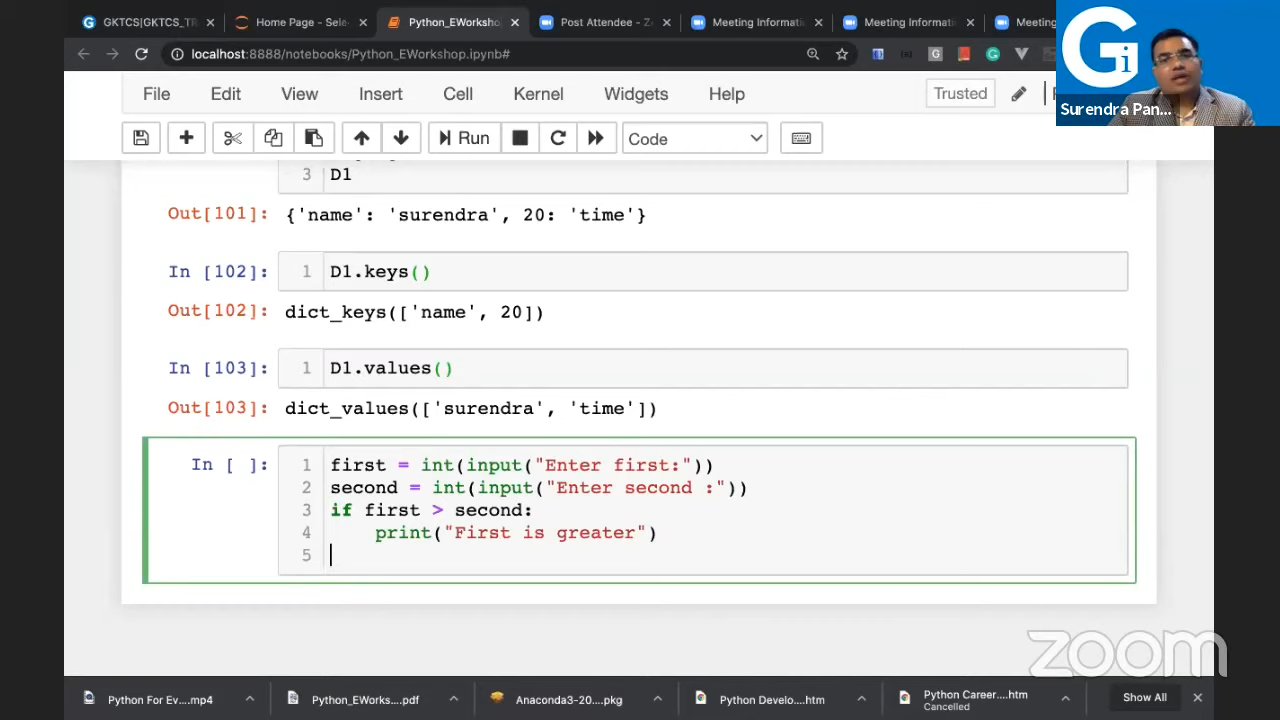 GKTCS|GKTCS_TR
Home Page - Sele
Python_EWorksho
Post Attendee - Z
Meeting Informati
Meeting Informati
Meeting
localhost:8888/notebooks/Python_EWorkshop.ipynb#
Gi
Surendra Pan...
File Edit View Insert Cell Kernel Widgets Help Trusted
Run Code
3 D1
Out[101]: {'name': 'surendra', 20: 'time'}
In [102]: 1 D1.keys()
Out[102]: dict_keys(['name', 20])
In [103]: 1 D1.values()
Out[103]: dict_values(['surendra', 'time'])
In [ ]: 1 first = int(input("Enter first:"))
2 second = int(input("Enter second :"))
3 if first > second:
4 print("First is greater")
5
zoom
Python For Ev....mp4
Python_EWorks....pdf
Anaconda3-20....pkg
Python Develo....htm
Python Career....htm
Cancelled
Show All